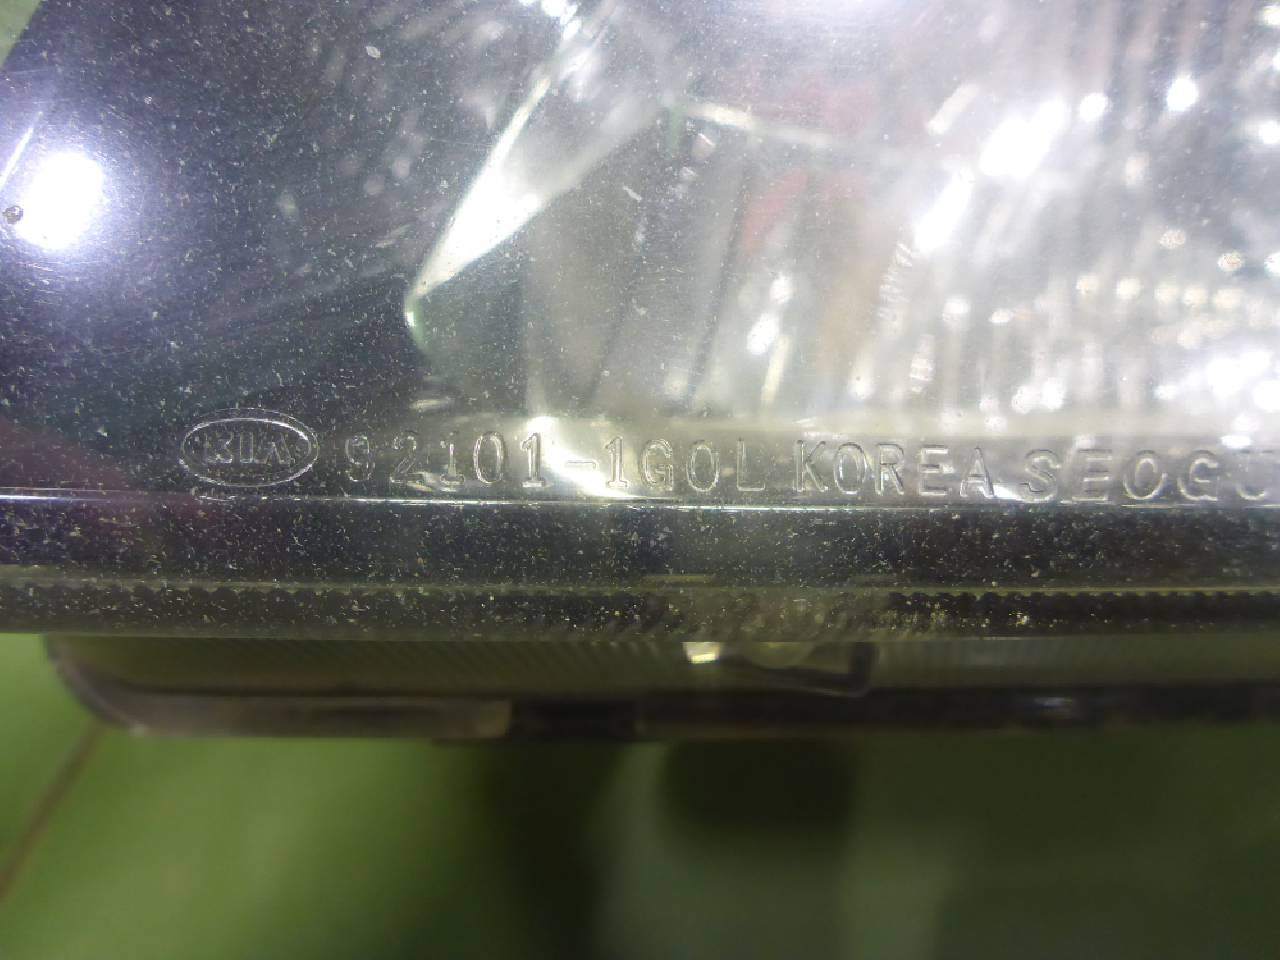 KIA 92101-1G0L KOREA SEOGU